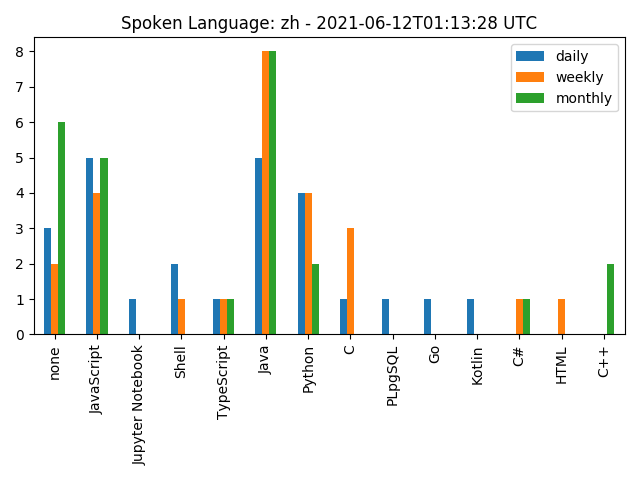 Spoken Language: zh - 2021-06-12T01:13:28 UTC
daily
weekly
monthly
8
7
6
5
4
3
2
1
0
none
JavaScript
Jupyter Notebook
Shell
TypeScript
Java
Python
C
PLpgSQL
Go
Kotlin
C#
HTML
C++